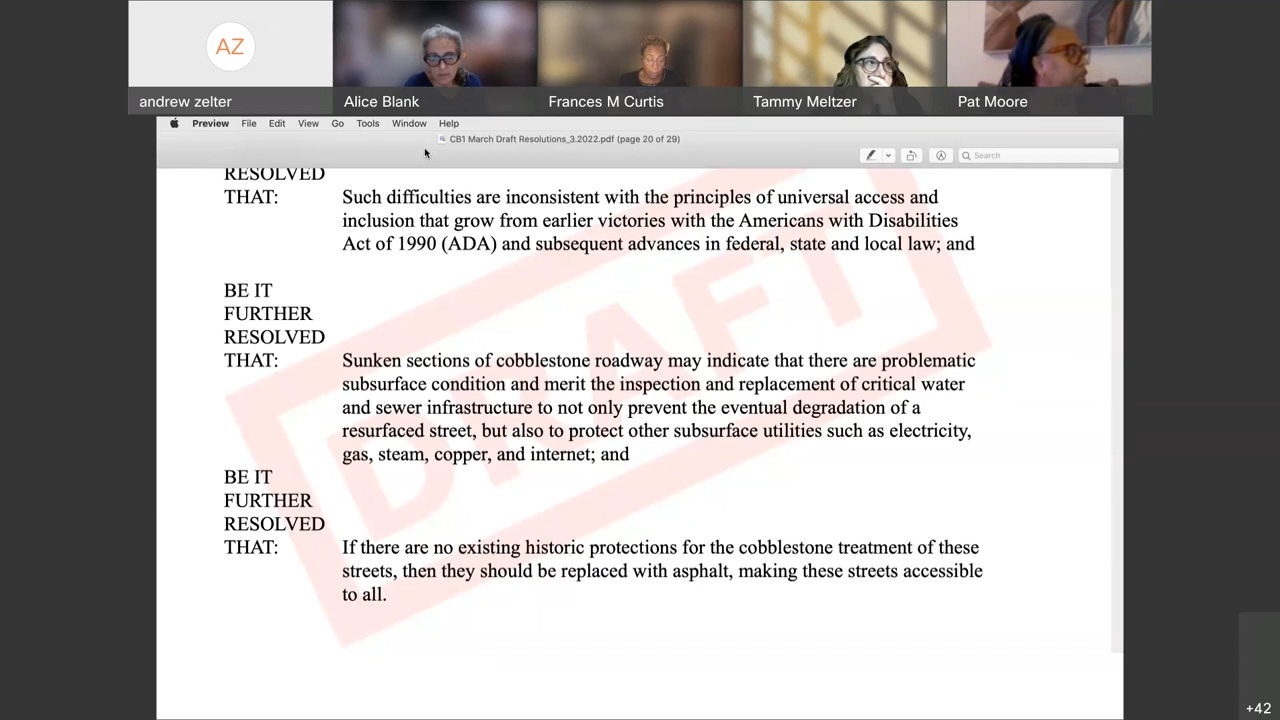 AZ
andrew zelter
Alice Blank
Frances M Curtis
Tammy Meltzer
Pat Moore
Preview File Edit View Go Tools Window Help
CB1 March Draft Resolutions_3.2022.pdf (page 20 of 29)
Search
RESOLVED
THAT: Such difficulties are inconsistent with the principles of universal access and
inclusion that grow from earlier victories with the Americans with Disabilities
Act of 1990 (ADA) and subsequent advances in federal, state and local law; and
BE IT
FURTHER
RESOLVED
THAT: Sunken sections of cobblestone roadway may indicate that there are problematic
subsurface condition and merit the inspection and replacement of critical water
and sewer infrastructure to not only prevent the eventual degradation of a
resurfaced street, but also to protect other subsurface utilities such as electricity,
gas, steam, copper, and internet; and
BE IT
FURTHER
RESOLVED
THAT: If there are no existing historic protections for the cobblestone treatment of these
streets, then they should be replaced with asphalt, making these streets accessible
to all.
DRAFT
+42